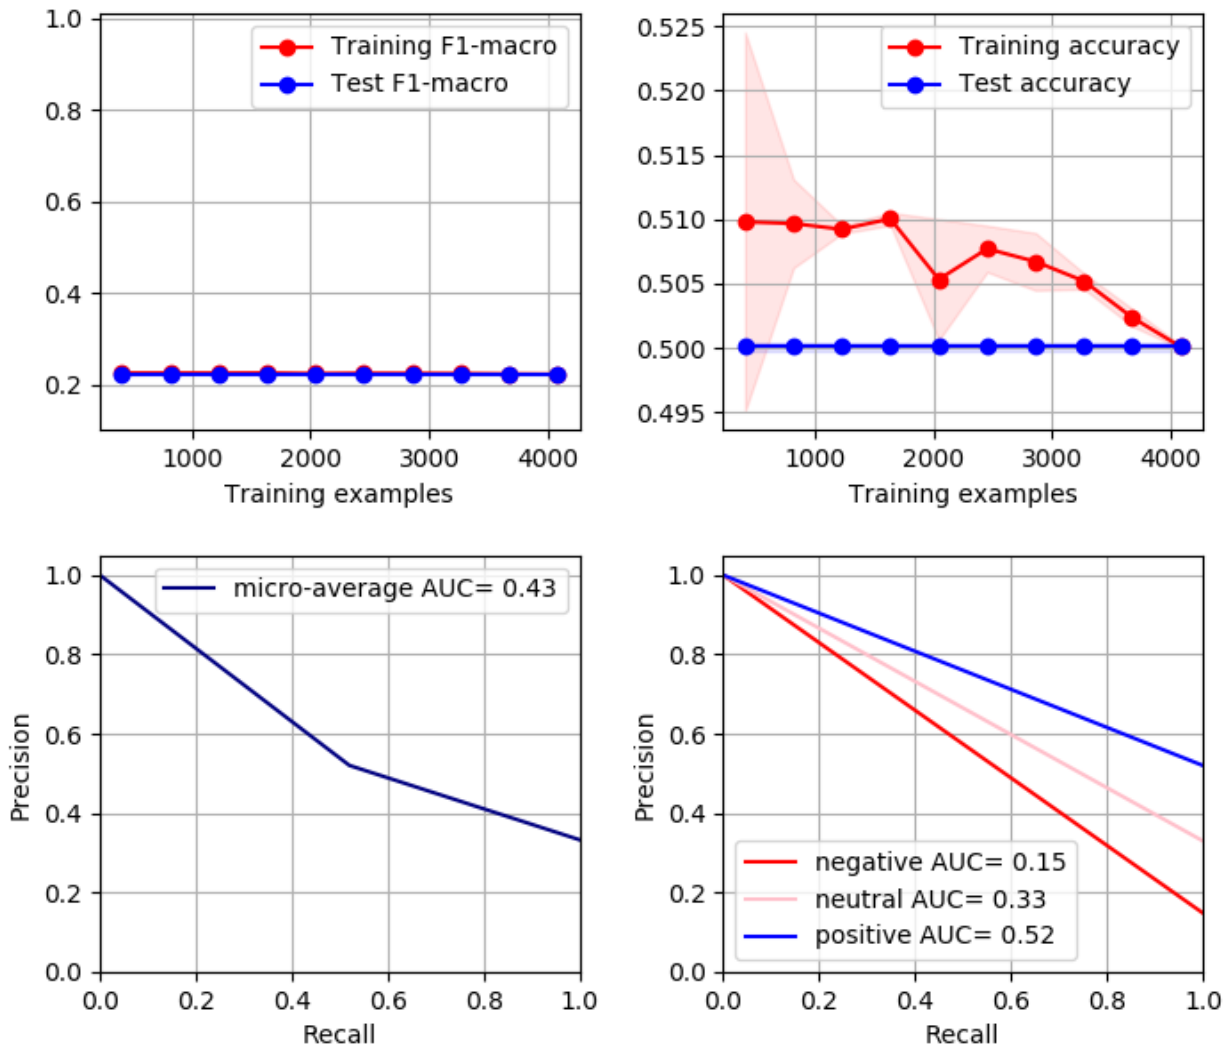 1.0
0.8
0.6
0.4
0.2
Training F1-macro
Test F1-macro
1000 2000 3000 4000
Training examples
0.525
0.520
0.515
0.510
0.505
0.500
0.495
Training accuracy
Test accuracy
1000 2000 3000 4000
Training examples
Precision
1.0
0.8
0.6
0.4
0.2
0.0
micro-average AUC= 0.43
0.0 0.2 0.4 0.6 0.8 1.0
Recall
Precision
1.0
0.8
0.6
0.4
0.2
0.0
negative AUC= 0.15
neutral AUC= 0.33
positive AUC= 0.52
0.0 0.2 0.4 0.6 0.8 1.0
Recall